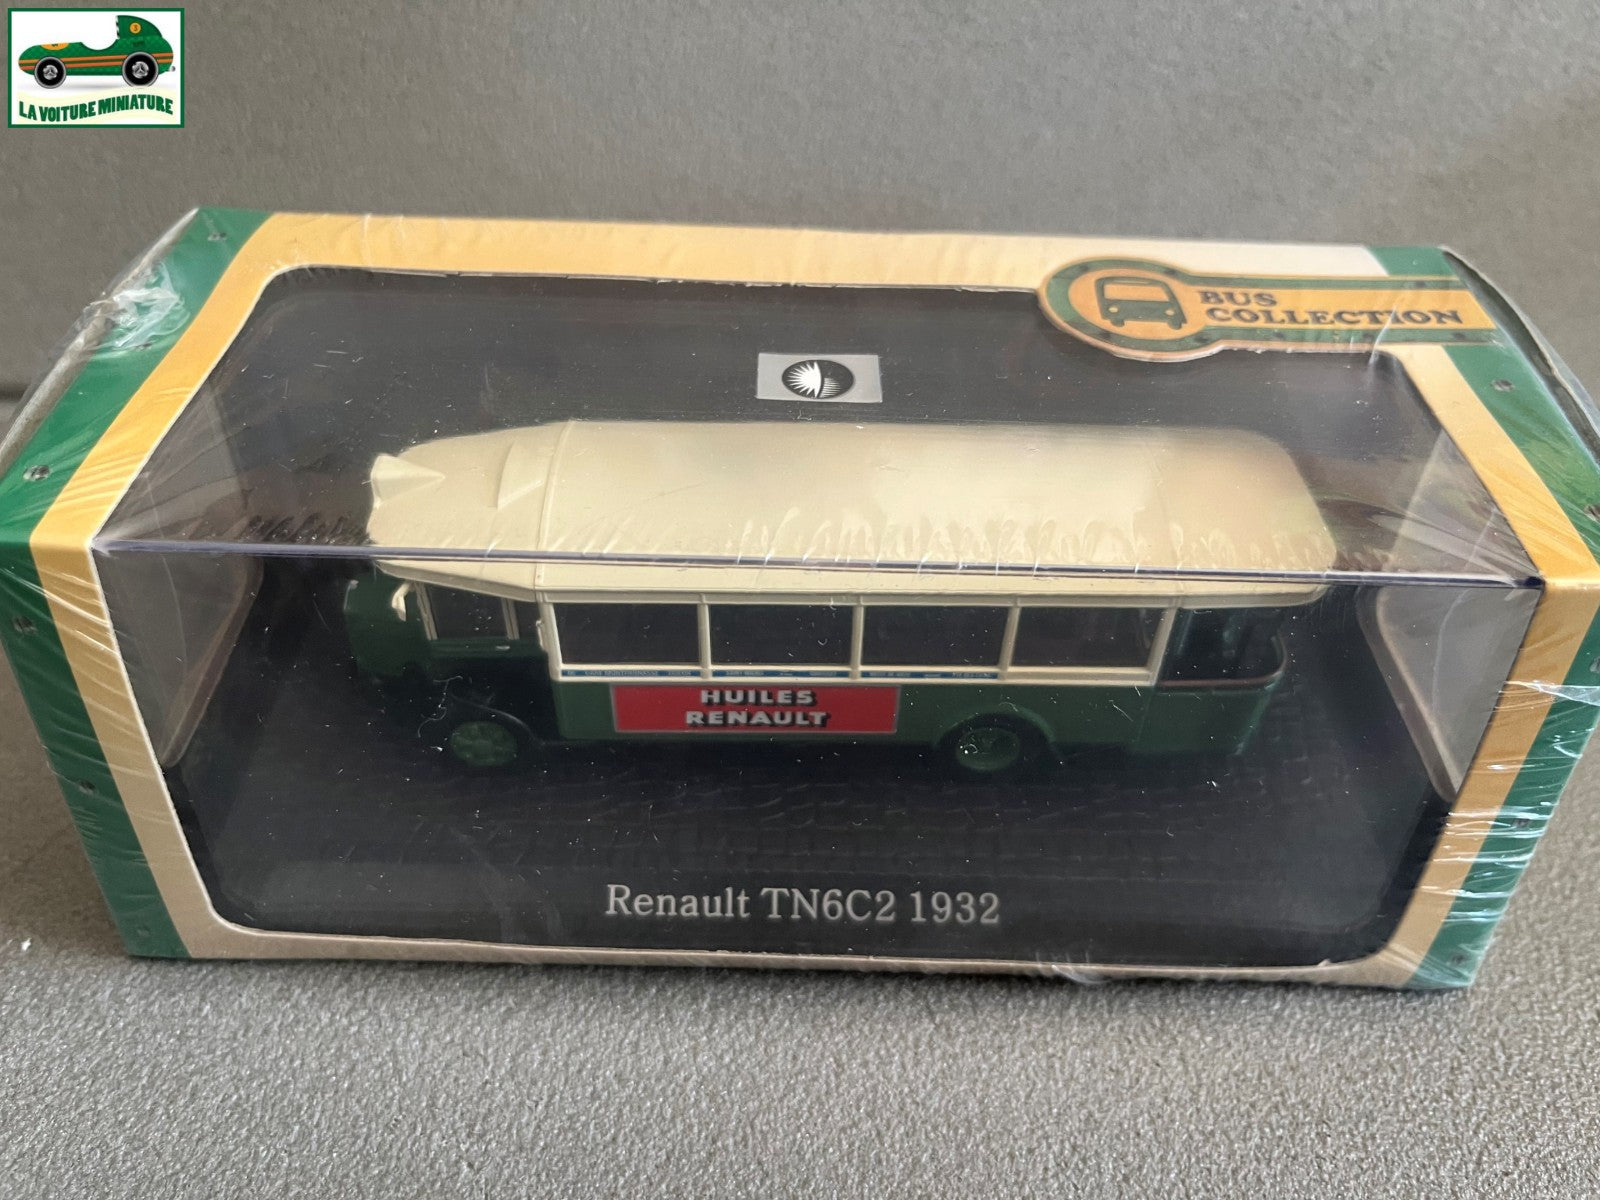 LA VOITURE MINIATURE
BUS
COLLECTION
HUILES
RENAULT
Renault TN6C2 1932